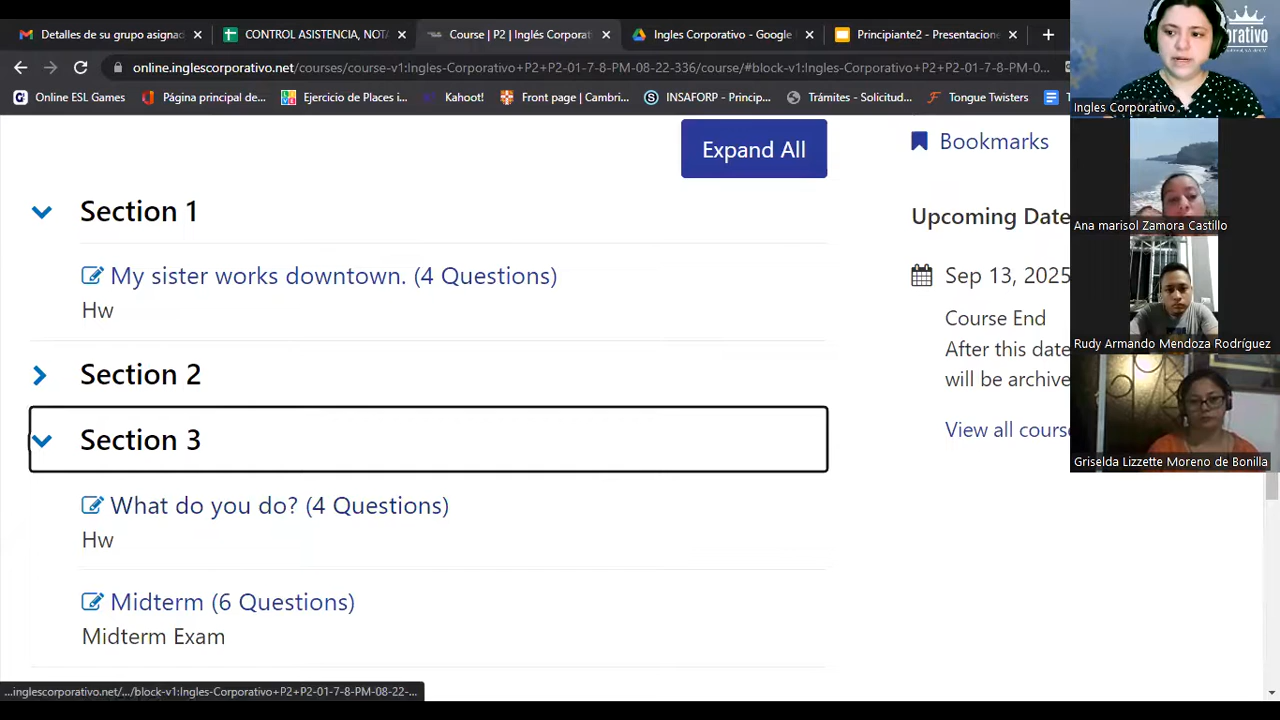 Detalles de su grupo asignad
CONTROL ASISTENCIA, NOTA
Course | P2 | Inglés Corporat
Ingles Corporativo - Google
Principiante2 - Presentacione
online.inglescorporativo.net/courses/course-v1:Ingles-Corporativo+P2+P2-01-7-8-PM-08-22-336/course/#block-v1:Ingles-Corporativo+P2+P2-01-7-8-PM-0...
Online ESL Games
Página principal de...
Ejercicio de Places i...
Kahoot!
Front page | Cambri...
INSAFORP - Princip...
Trámites - Solicitud...
Tongue Twisters
Expand All
Bookmarks
Section 1
Upcoming Date
My sister works downtown. (4 Questions)
Hw
Sep 13, 2025
Course End
After this date
will be archive
Section 2
View all cours
Section 3
What do you do? (4 Questions)
Hw
Midterm (6 Questions)
Midterm Exam
...inglescorporativo.net/.../block-v1:Ingles-Corporativo+P2+P2-01-7-8-PM-08-22-...
orativo
Ingles Corporativo
Ana marisol Zamora Castillo
Rudy Armando Mendoza Rodríguez
Griselda Lizzette Moreno de Bonilla